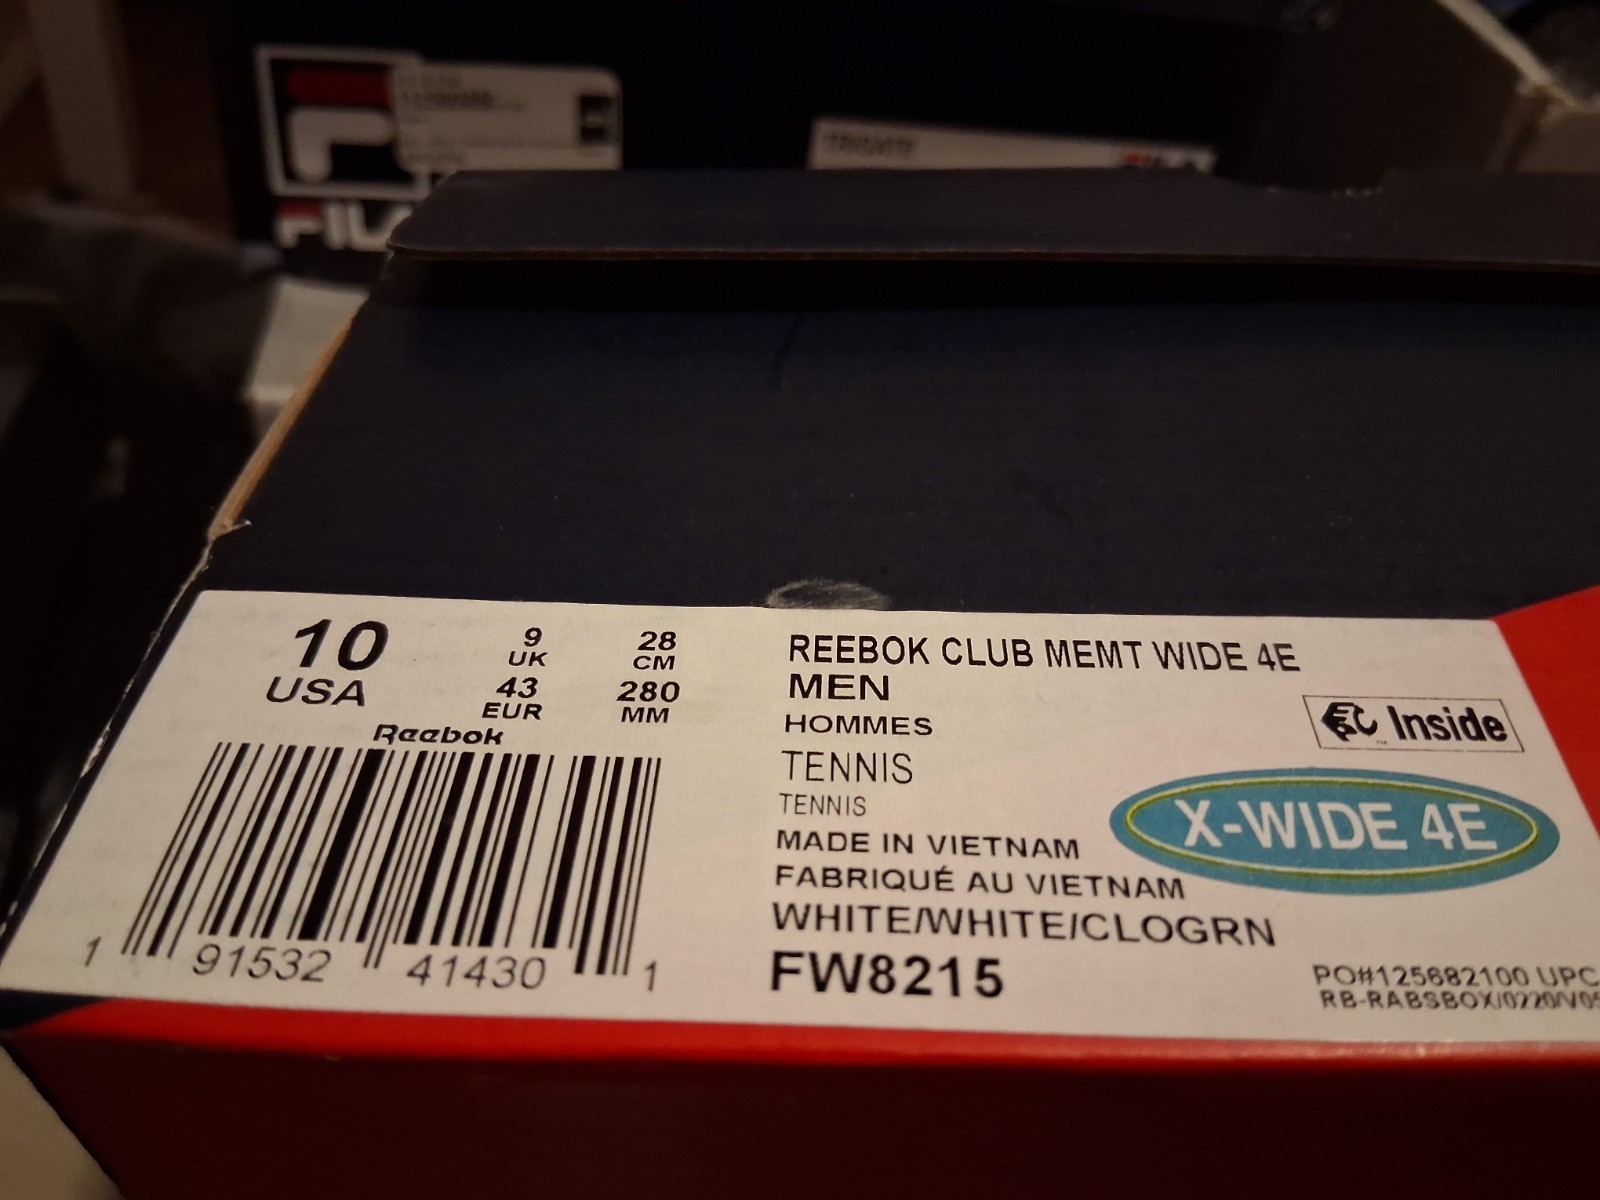 FILA
TRIGATE
10
USA
9
UK
43
EUR
28
CM
280
MM
Reebok
1 91532 41430 1
REEBOK CLUB MEMT WIDE 4E
MEN
HOMMES
TENNIS
TENNIS
MADE IN VIETNAM
FABRIQUÉ AU VIETNAM
WHITE/WHITE/CLOGRN
FW8215
Inside
X-WIDE 4E
PO#125682100 UPC
RB-RABSBOX/0220/V05